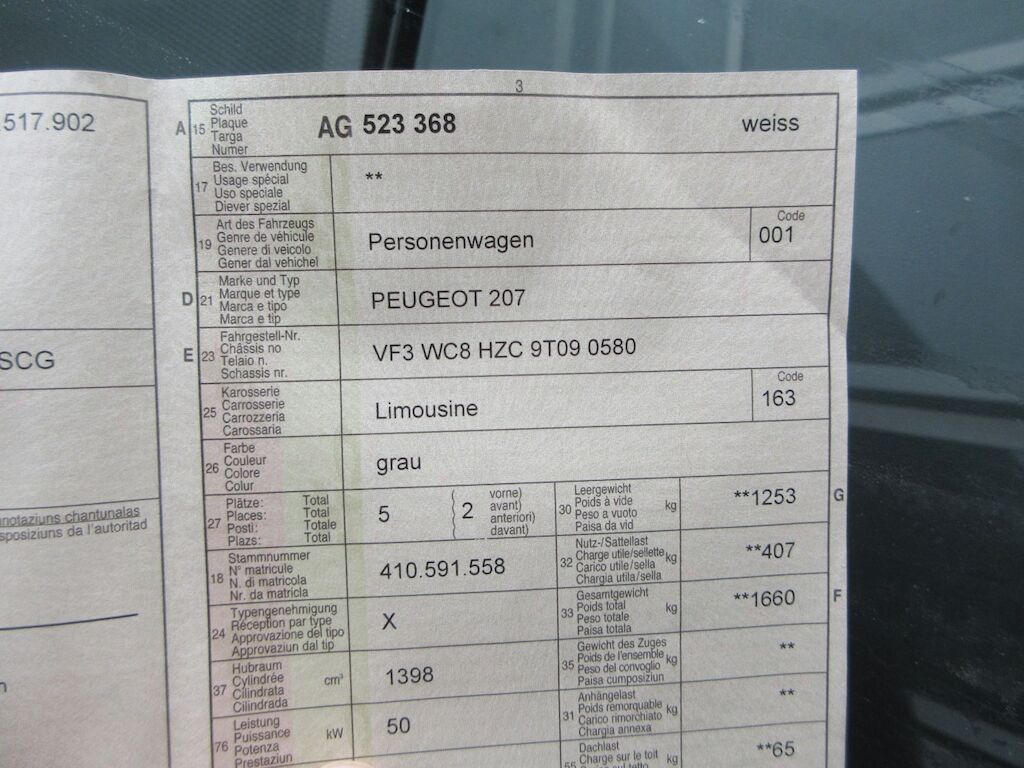 3
.517.902
SCG
nnotaziuns chantunalas
sposiziuns da l'autoritad
n
A 15 Schild
Plaque
Targa
Numer
AG 523 368 weiss
17 Bes. Verwendung
Usage spécial
Uso speciale
Diever spezial
**
19 Art des Fahrzeugs
Genre de véhicule
Genere di veicolo
Gener dal vehichel
Personenwagen
Code
001
D 21 Marke und Typ
Marque et type
Marca e tipo
Marca e tip
PEUGEOT 207
E 23 Fahrgestell-Nr.
Châssis no
Telaio n.
Schassis nr.
VF3 WC8 HZC 9T09 0580
25 Karosserie
Carrosserie
Carrozzeria
Carossaria
Limousine
Code
163
26 Farbe
Couleur
Colore
Colur
grau
27 Plätze: Total
Places: Total
Posti: Totale
Plazs: Total
5
( 2 vorne)
( avant)
( anteriori)
( davant)
30 Leergewicht
Poids à vide
Peso a vuoto
Paisa da vid
kg
**1253 G
18 Stammnummer
N° matricule
N. di matricola
Nr. da matricla
410.591.558
32 Nutz-/Sattellast
Charge utile/sellette
Carico utile/sella
Chargia utila/sella
kg
**407
24 Typengenehmigung
Réception par type
Approvazione del tipo
Approvaziun dal tip
X
33 Gesamtgewicht
Poids total
Peso totale
Paisa totala
kg
**1660 F
37 Hubraum
Cylindrée
Cilindrata
Cilindrada
cm³
1398
35 Gewicht des Zuges
Poids de l'ensemble
Peso del convoglio
Paisa cumposiziun
kg
**
76 Leistung
Puissance
Potenza
Prestaziun
kW
50
31 Anhängelast
Poids remorquable
Carico rimorchiato
Chargia annexa
kg
**
55 Dachlast
Charge sur le toit
kg
**65